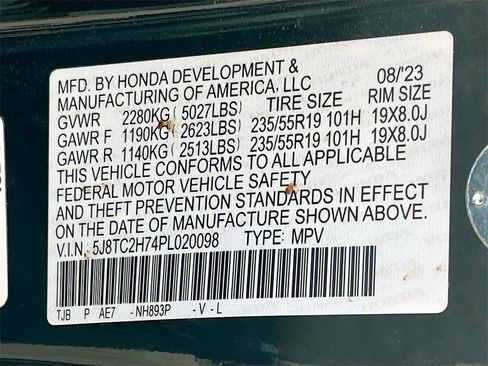 MFD. BY HONDA DEVELOPMENT & 08/'23
MANUFACTURING OF AMERICA, LLC
GVWR 2280KG(5027LBS) TIRE SIZE RIM SIZE
GAWR F 1190KG(2623LBS) 235/55R19 101H 19X8.0J
GAWR R 1140KG(2513LBS) 235/55R19 101H 19X8.0J
THIS VEHICLE CONFORMS TO ALL APPLICABLE
FEDERAL MOTOR VEHICLE SAFETY
AND THEFT PREVENTION STANDARDS IN EFFECT
ON THE DATE OF MANUFACTURE SHOWN ABOVE.
V.I.N.: 5J8TC2H74PL020098 TYPE: MPV
TJB P AE7 -NH893P -V-L